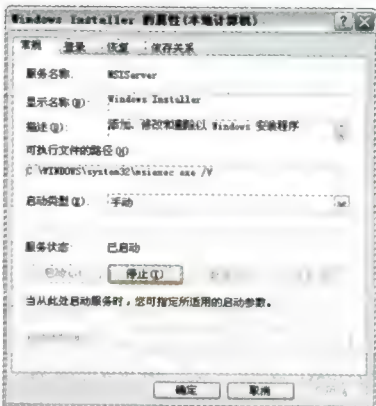 Windows Installer 的属性(本地计算机)
常规 登录 恢复 依存关系
服务名称: MSIServer
显示名称(N): Windows Installer
描述(D): 添加、修改和删除以 Windows 安装程序
可执行文件的路径(H)
C:\WINDOWS\system32\msiexec.exe /V
启动类型(E): 手动
服务状态: 已启动
停止(T)
当从此处启动服务时，您可指定所适用的启动参数。
确定 取消